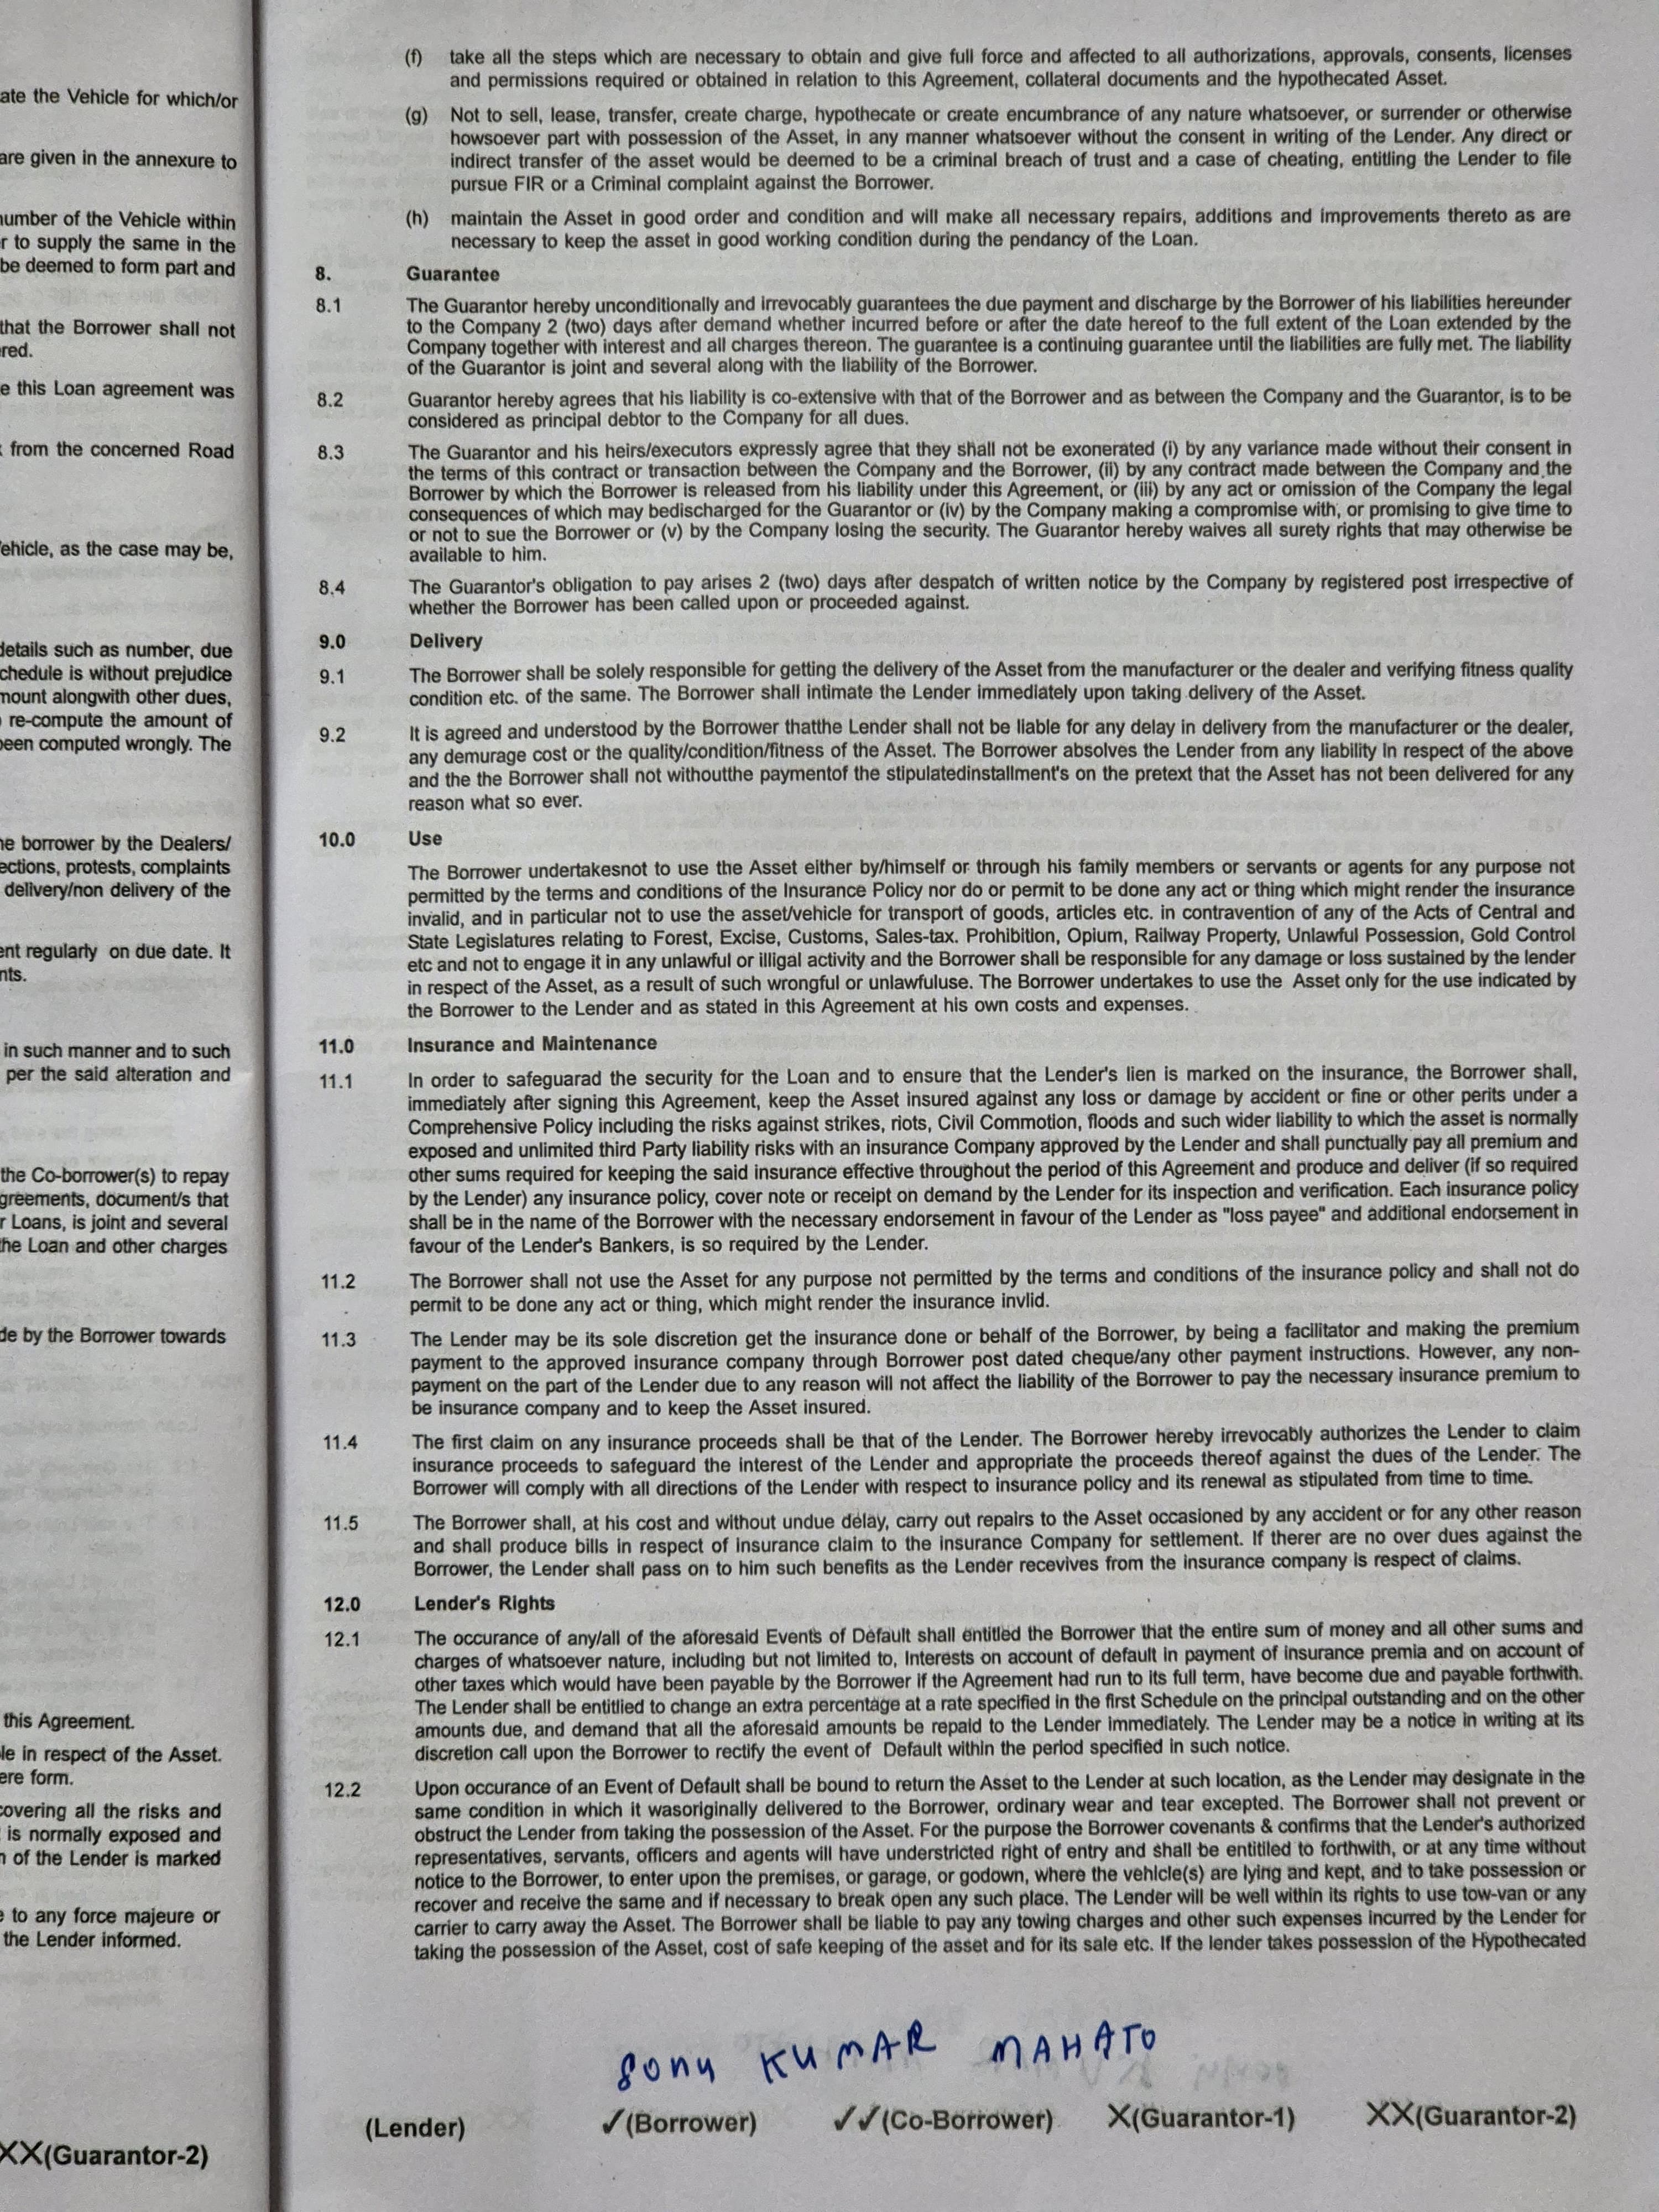 ate the Vehicle for which/or
are given in the annexure to
number of the Vehicle within
r to supply the same in the
be deemed to form part and
that the Borrower shall not
red.
e this Loan agreement was
from the concerned Road
ehicle, as the case may be,
details such as number, due
chedule is without prejudice
mount alongwith other dues,
re-compute the amount of
been computed wrongly. The
he borrower by the Dealers/
ections, protests, complaints
delivery/non delivery of the
ent regularly on due date. It
nts.
in such manner and to such
per the said alteration and
the Co-borrower(s) to repay
greements, document/s that
r Loans, is joint and several
the Loan and other charges
de by the Borrower towards
this Agreement.
le in respect of the Asset.
ere form.
covering all the risks and
is normally exposed and
n of the Lender is marked
e to any force majeure or
the Lender informed.
XX(Guarantor-2)
(f) take all the steps which are necessary to obtain and give full force and affected to all authorizations, approvals, consents, licenses
and permissions required or obtained in relation to this Agreement, collateral documents and the hypothecated Asset.
(g) Not to sell, lease, transfer, create charge, hypothecate or create encumbrance of any nature whatsoever, or surrender or otherwise
howsoever part with possession of the Asset, in any manner whatsoever without the consent in writing of the Lender. Any direct or
indirect transfer of the asset would be deemed to be a criminal breach of trust and a case of cheating, entitling the Lender to file
pursue FIR or a Criminal complaint against the Borrower.
(h) maintain the Asset in good order and condition and will make all necessary repairs, additions and improvements thereto as are
necessary to keep the asset in good working condition during the pendancy of the Loan.
8. Guarantee
8.1 The Guarantor hereby unconditionally and irrevocably guarantees the due payment and discharge by the Borrower of his liabilities hereunder
to the Company 2 (two) days after demand whether incurred before or after the date hereof to the full extent of the Loan extended by the
Company together with interest and all charges thereon. The guarantee is a continuing guarantee until the liabilities are fully met. The liability
of the Guarantor is joint and several along with the liability of the Borrower.
8.2 Guarantor hereby agrees that his liability is co-extensive with that of the Borrower and as between the Company and the Guarantor, is to be
considered as principal debtor to the Company for all dues.
8.3 The Guarantor and his heirs/executors expressly agree that they shall not be exonerated (i) by any variance made without their consent in
the terms of this contract or transaction between the Company and the Borrower, (ii) by any contract made between the Company and the
Borrower by which the Borrower is released from his liability under this Agreement, or (iii) by any act or omission of the Company the legal
consequences of which may bedischarged for the Guarantor or (iv) by the Company making a compromise with, or promising to give time to
or not to sue the Borrower or (v) by the Company losing the security. The Guarantor hereby waives all surety rights that may otherwise be
available to him.
8.4 The Guarantor's obligation to pay arises 2 (two) days after despatch of written notice by the Company by registered post irrespective of
whether the Borrower has been called upon or proceeded against.
9.0 Delivery
9.1 The Borrower shall be solely responsible for getting the delivery of the Asset from the manufacturer or the dealer and verifying fitness quality
condition etc. of the same. The Borrower shall intimate the Lender immediately upon taking delivery of the Asset.
9.2 It is agreed and understood by the Borrower thatthe Lender shall not be liable for any delay in delivery from the manufacturer or the dealer,
any demurage cost or the quality/condition/fitness of the Asset. The Borrower absolves the Lender from any liability In respect of the above
and the the Borrower shall not withoutthe paymentof the stipulatedinstallment's on the pretext that the Asset has not been delivered for any
reason what so ever.
10.0 Use
The Borrower undertakesnot to use the Asset either by/himself or through his family members or servants or agents for any purpose not
permitted by the terms and conditions of the Insurance Policy nor do or permit to be done any act or thing which might render the insurance
invalid, and in particular not to use the asset/vehicle for transport of goods, articles etc. in contravention of any of the Acts of Central and
State Legislatures relating to Forest, Excise, Customs, Sales-tax. Prohibition, Opium, Railway Property, Unlawful Possession, Gold Control
etc and not to engage it in any unlawful or illigal activity and the Borrower shall be responsible for any damage or loss sustained by the lender
in respect of the Asset, as a result of such wrongful or unlawfuluse. The Borrower undertakes to use the Asset only for the use indicated by
the Borrower to the Lender and as stated in this Agreement at his own costs and expenses.
11.0 Insurance and Maintenance
11.1 In order to safeguarad the security for the Loan and to ensure that the Lender's lien is marked on the insurance, the Borrower shall,
immediately after signing this Agreement, keep the Asset insured against any loss or damage by accident or fine or other perits under a
Comprehensive Policy including the risks against strikes, riots, Civil Commotion, floods and such wider liability to which the asset is normally
exposed and unlimited third Party liability risks with an insurance Company approved by the Lender and shall punctually pay all premium and
other sums required for keeping the said insurance effective throughout the period of this Agreement and produce and deliver (if so required
by the Lender) any insurance policy, cover note or receipt on demand by the Lender for its inspection and verification. Each insurance policy
shall be in the name of the Borrower with the necessary endorsement in favour of the Lender as "loss payee" and additional endorsement in
favour of the Lender's Bankers, is so required by the Lender.
11.2 The Borrower shall not use the Asset for any purpose not permitted by the terms and conditions of the insurance policy and shall not do
permit to be done any act or thing, which might render the insurance invlid.
11.3 The Lender may be its sole discretion get the insurance done or behalf of the Borrower, by being a facilitator and making the premium
payment to the approved insurance company through Borrower post dated cheque/any other payment instructions. However, any non-
payment on the part of the Lender due to any reason will not affect the liability of the Borrower to pay the necessary insurance premium to
be insurance company and to keep the Asset insured.
11.4 The first claim on any insurance proceeds shall be that of the Lender. The Borrower hereby irrevocably authorizes the Lender to claim
insurance proceeds to safeguard the interest of the Lender and appropriate the proceeds thereof against the dues of the Lender. The
Borrower will comply with all directions of the Lender with respect to insurance policy and its renewal as stipulated from time to time.
11.5 The Borrower shall, at his cost and without undue delay, carry out repairs to the Asset occasioned by any accident or for any other reason
and shall produce bills in respect of insurance claim to the Insurance Company for settlement. If therer are no over dues against the
Borrower, the Lender shall pass on to him such benefits as the Lender recevives from the insurance company is respect of claims.
12.0 Lender's Rights
12.1 The occurance of any/all of the aforesaid Events of Default shall entitled the Borrower that the entire sum of money and all other sums and
charges of whatsoever nature, including but not limited to, Interests on account of default in payment of insurance premia and on account of
other taxes which would have been payable by the Borrower if the Agreement had run to its full term, have become due and payable forthwith.
The Lender shall be entitlied to change an extra percentage at a rate specified in the first Schedule on the principal outstanding and on the other
amounts due, and demand that all the aforesaid amounts be repaid to the Lender immediately. The Lender may be a notice in writing at its
discretion call upon the Borrower to rectify the event of Default within the period specified in such notice.
12.2 Upon occurance of an Event of Default shall be bound to return the Asset to the Lender at such location, as the Lender may designate in the
same condition in which it wasoriginally delivered to the Borrower, ordinary wear and tear excepted. The Borrower shall not prevent or
obstruct the Lender from taking the possession of the Asset. For the purpose the Borrower covenants & confirms that the Lender's authorized
representatives, servants, officers and agents will have understricted right of entry and shall be entitiled to forthwith, or at any time without
notice to the Borrower, to enter upon the premises, or garage, or godown, where the vehicle(s) are lying and kept, and to take possession or
recover and receive the same and if necessary to break open any such place. The Lender will be well within its rights to use tow-van or any
carrier to carry away the Asset. The Borrower shall be liable to pay any towing charges and other such expenses incurred by the Lender for
taking the possession of the Asset, cost of safe keeping of the asset and for its sale etc. If the lender takes possession of the Hypothecated
SONU KUMAR MAHATO
(Lender) ✓(Borrower) ✓✓(Co-Borrower) X(Guarantor-1) XX(Guarantor-2)